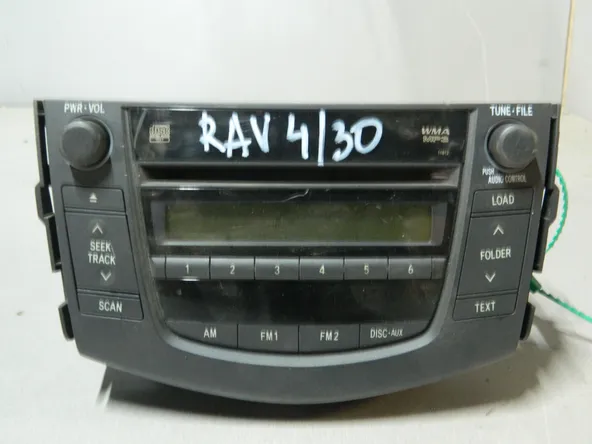 PWR•VOL
TUNE•FILE
RAV 4/30
WMA
MP3
PUSH
AUDIO CONTROL
LOAD
SEEK
TRACK
FOLDER
1 2 3 4 5 6
SCAN
TEXT
AM FM1 FM2 DISC•AUX